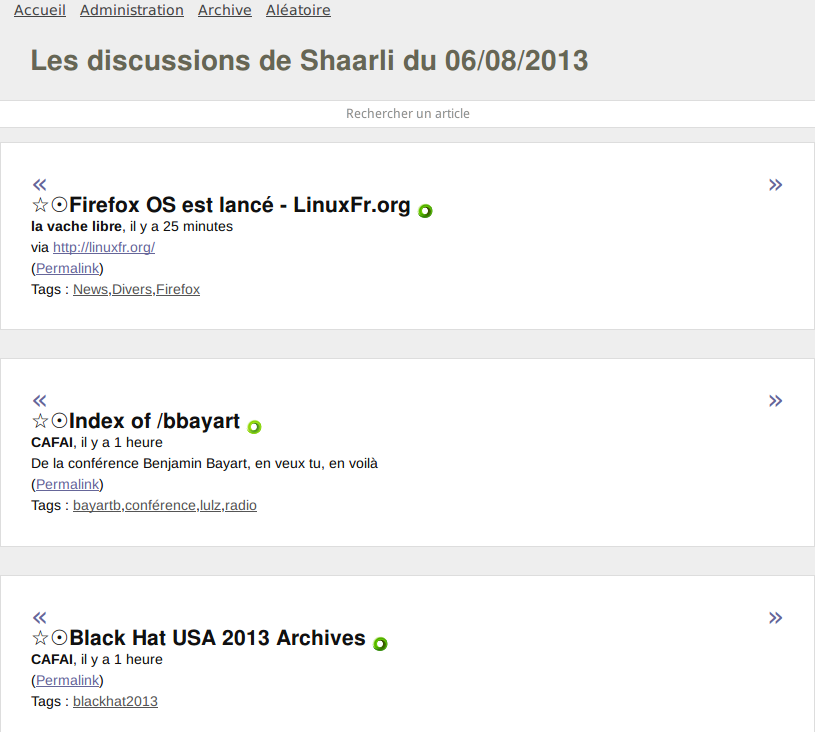 Accueil Administration Archive Aléatoire
Les discussions de Shaarli du 06/08/2013
Rechercher un article
« »
☆☉Firefox OS est lancé - LinuxFr.org
la vache libre, il y a 25 minutes
via http://linuxfr.org/
(Permalink)
Tags : News,Divers,Firefox
« »
☆☉Index of /bbayart
CAFAI, il y a 1 heure
De la conférence Benjamin Bayart, en veux tu, en voilà
(Permalink)
Tags : bayartb,conférence,lulz,radio
« »
☆☉Black Hat USA 2013 Archives
CAFAI, il y a 1 heure
(Permalink)
Tags : blackhat2013